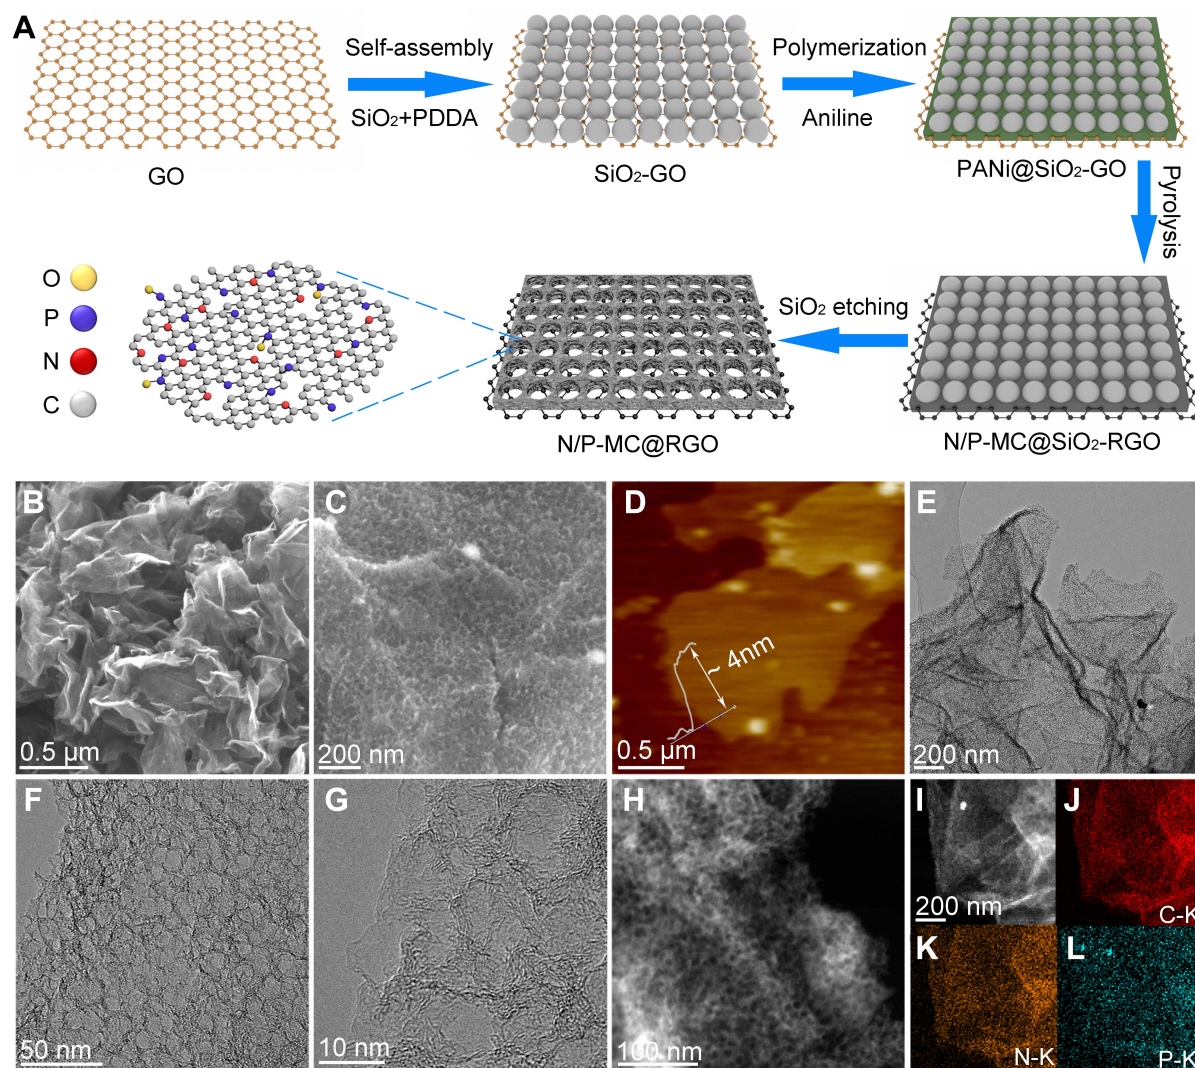 A
Self-assembly
SiO₂+PDDA
Polymerization
Aniline
GO
SiO₂-GO
PANi@SiO₂-GO
Pyrolysis
O
P
N
C
SiO₂ etching
N/P-MC@RGO
N/P-MC@SiO₂-RGO
B
0.5 μm
C
200 nm
D
~ 4nm
0.5 μm
E
200 nm
F
50 nm
G
10 nm
H
100 nm
I
200 nm
J
C-K
K
N-K
L
P-K